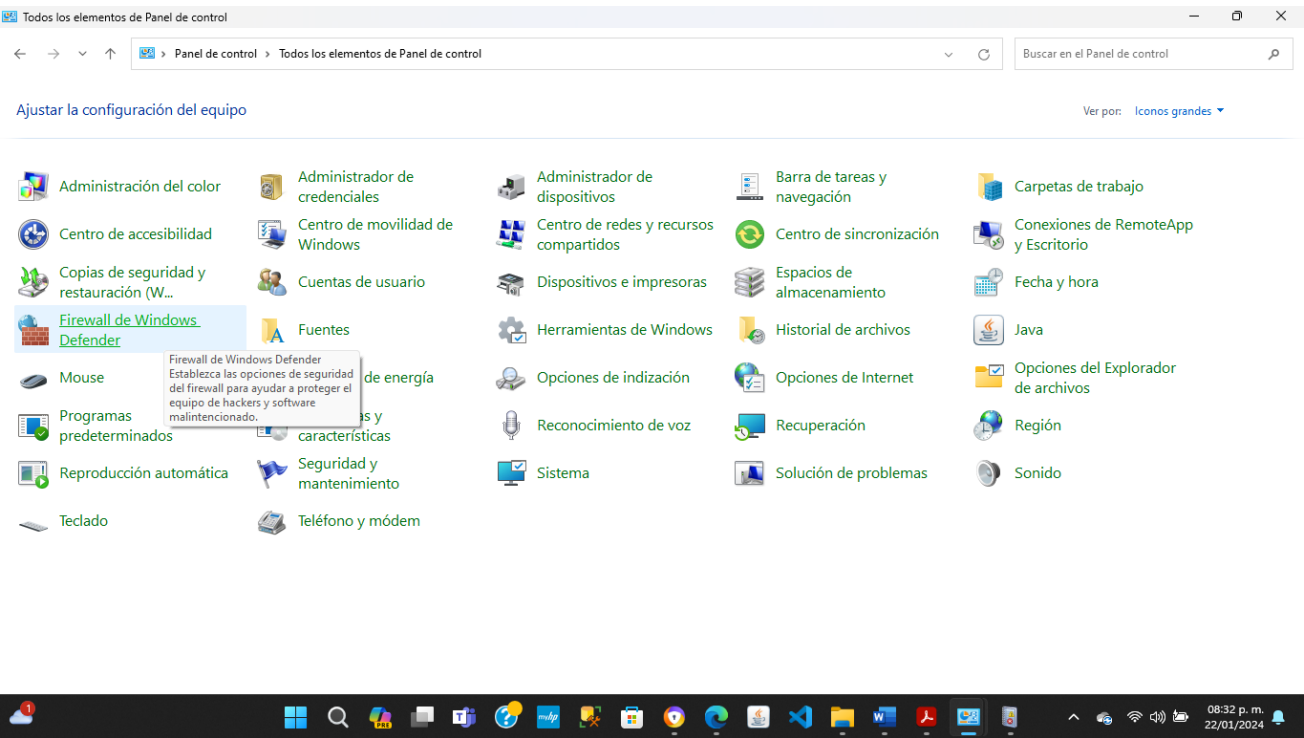 Todos los elementos de Panel de control
Panel de control > Todos los elementos de Panel de control
Buscar en el Panel de control
Ajustar la configuración del equipo
Ver por: Iconos grandes
Administración del color
Administrador de
credenciales
Administrador de
dispositivos
Barra de tareas y
navegación
Carpetas de trabajo
Centro de accesibilidad
Centro de movilidad de
Windows
Centro de redes y recursos
compartidos
Centro de sincronización
Conexiones de RemoteApp
y Escritorio
Copias de seguridad y
restauración (W...
Cuentas de usuario
Dispositivos e impresoras
Espacios de
almacenamiento
Fecha y hora
Firewall de Windows
Defender
Fuentes
Herramientas de Windows
Historial de archivos
Java
Firewall de Windows Defender
Establezca las opciones de seguridad
del firewall para ayudar a proteger el
equipo de hackers y software
malintencionado.
Mouse
de energía
Opciones de indización
Opciones de Internet
Opciones del Explorador
de archivos
Programas
predeterminados
as y
características
Reconocimiento de voz
Recuperación
Región
Reproducción automática
Seguridad y
mantenimiento
Sistema
Solución de problemas
Sonido
Teclado
Teléfono y módem
1
PRE
myhp
08:32 p. m.
22/01/2024